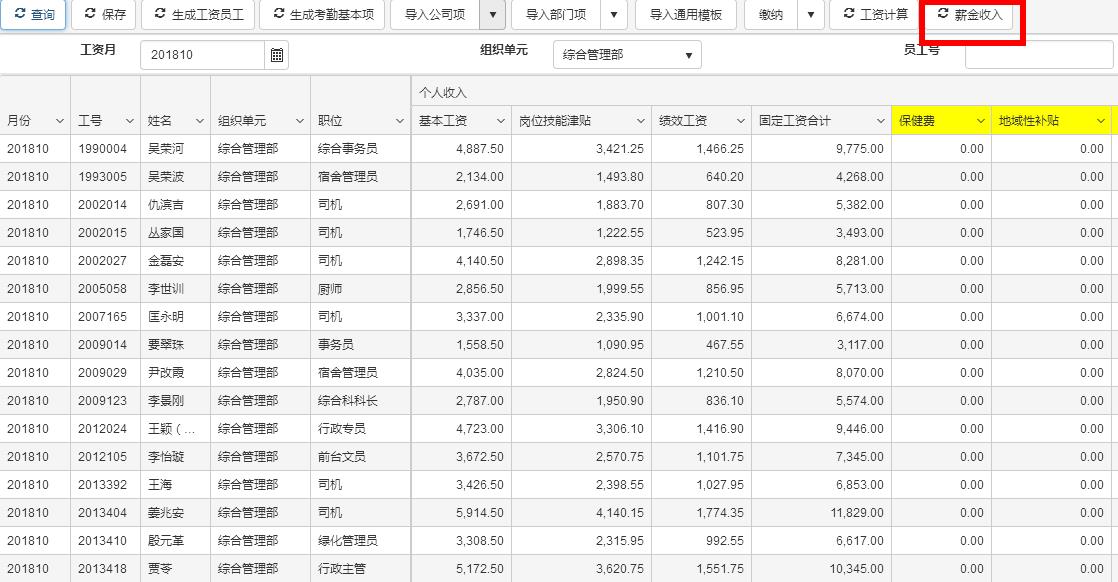 查询 保存 生成工资员工 生成考勤基本项 导入公司项 导入部门项 导入通用模板 缴纳 工资计算 薪金收入
工资月 201810 组织单元 综合管理部 员工号
个人收入
月份 工号 姓名 组织单元 职位 基本工资 岗位技能津贴 绩效工资 固定工资合计 保健费 地域性补贴
201810 1990004 吴荣河 综合管理部 综合事务员 4,887.50 3,421.25 1,466.25 9,775.00 0.00 0.00
201810 1993005 吴荣波 综合管理部 宿舍管理员 2,134.00 1,493.80 640.20 4,268.00 0.00 0.00
201810 2002014 仇滨吉 综合管理部 司机 2,691.00 1,883.70 807.30 5,382.00 0.00 0.00
201810 2002015 丛家国 综合管理部 司机 1,746.50 1,222.55 523.95 3,493.00 0.00 0.00
201810 2002027 金磊安 综合管理部 司机 4,140.50 2,898.35 1,242.15 8,281.00 0.00 0.00
201810 2005058 李世训 综合管理部 厨师 2,856.50 1,999.55 856.95 5,713.00 0.00 0.00
201810 2007165 匡永明 综合管理部 司机 3,337.00 2,335.90 1,001.10 6,674.00 0.00 0.00
201810 2009014 要翠珠 综合管理部 事务员 1,558.50 1,090.95 467.55 3,117.00 0.00 0.00
201810 2009029 尹改霞 综合管理部 宿舍管理员 4,035.00 2,824.50 1,210.50 8,070.00 0.00 0.00
201810 2009123 李景刚 综合管理部 综合科科长 2,787.00 1,950.90 836.10 5,574.00 0.00 0.00
201810 2012024 王颖（... 综合管理部 行政专员 4,723.00 3,306.10 1,416.90 9,446.00 0.00 0.00
201810 2012105 李怡璇 综合管理部 前台文员 3,672.50 2,570.75 1,101.75 7,345.00 0.00 0.00
201810 2013392 王海 综合管理部 司机 3,426.50 2,398.55 1,027.95 6,853.00 0.00 0.00
201810 2013404 姜兆安 综合管理部 司机 5,914.50 4,140.15 1,774.35 11,829.00 0.00 0.00
201810 2013410 殷元革 综合管理部 绿化管理员 3,308.50 2,315.95 992.55 6,617.00 0.00 0.00
201810 2013418 贾苓 综合管理部 行政主管 5,172.50 3,620.75 1,551.75 10,345.00 0.00 0.00